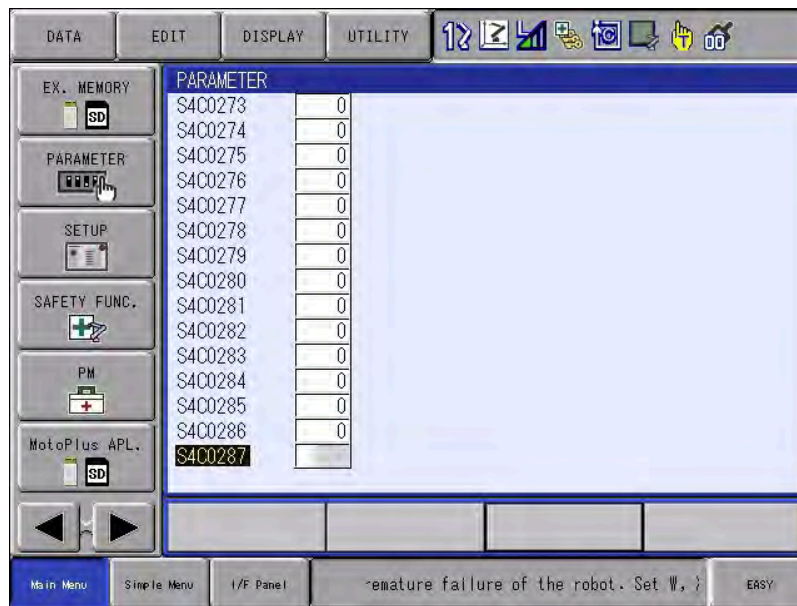 DATA
EDIT
DISPLAY
UTILITY
EX. MEMORY
SD
PARAMETER
SETUP
SAFETY FUNC.
PM
MotoPlus APL.
SD
PARAMETER
S4C0273 0
S4C0274 0
S4C0275 0
S4C0276 0
S4C0277 0
S4C0278 0
S4C0279 0
S4C0280 0
S4C0281 0
S4C0282 0
S4C0283 0
S4C0284 0
S4C0285 0
S4C0286 0
S4C0287
Main Menu
Simple Menu
I/F Panel
emature failure of the robot. Set W,
EASY